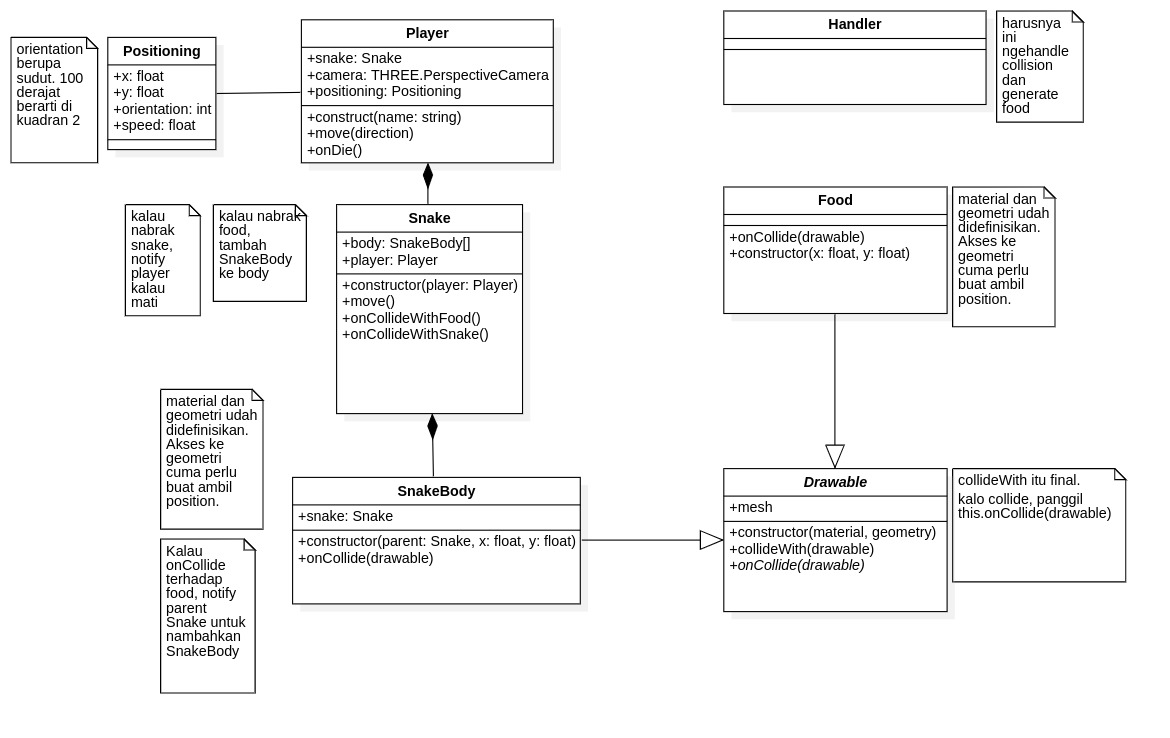 orientation
berupa
sudut. 100
derajat
berarti di
kuadran 2
Positioning
+x: float
+y: float
+orientation: int
+speed: float
Player
+snake: Snake
+camera: THREE.PerspectiveCamera
+positioning: Positioning
+construct(name: string)
+move(direction)
+onDie()
Handler
harusnya
ini
ngehandle
collision
dan
generate
food
kalau
nabrak
snake,
notify
player
kalau
mati
kalau nabrak
food,
tambah
SnakeBody
ke body
Snake
+body: SnakeBody[]
+player: Player
+constructor(player: Player)
+move()
+onCollideWithFood()
+onCollideWithSnake()
Food
+onCollide(drawable)
+constructor(x: float, y: float)
material dan
geometri udah
didefinisikan.
Akses ke
geometri
cuma perlu
buat ambil
position.
material dan
geometri udah
didefinisikan.
Akses ke
geometri
cuma perlu
buat ambil
position.
Kalau
onCollide
terhadap
food, notify
parent
Snake untuk
nambahkan
SnakeBody
SnakeBody
+snake: Snake
+constructor(parent: Snake, x: float, y: float)
+onCollide(drawable)
Drawable
+mesh
+constructor(material, geometry)
+collideWith(drawable)
+onCollide(drawable)
collideWith itu final.
kalo collide, panggil
this.onCollide(drawable)